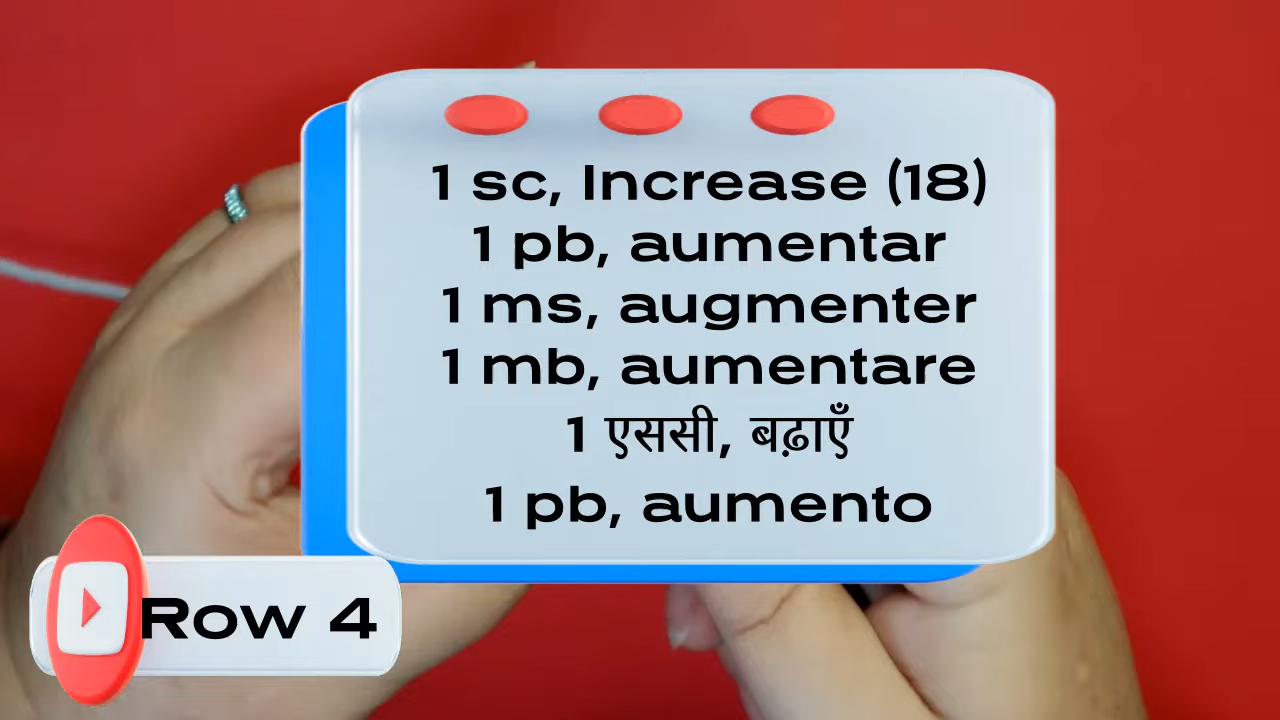 1 sc, Increase (18)
1 pb, aumentar
1 ms, augmenter
1 mb, aumentare
1 एससी, बढ़ाएँ
1 pb, aumento
Row 4